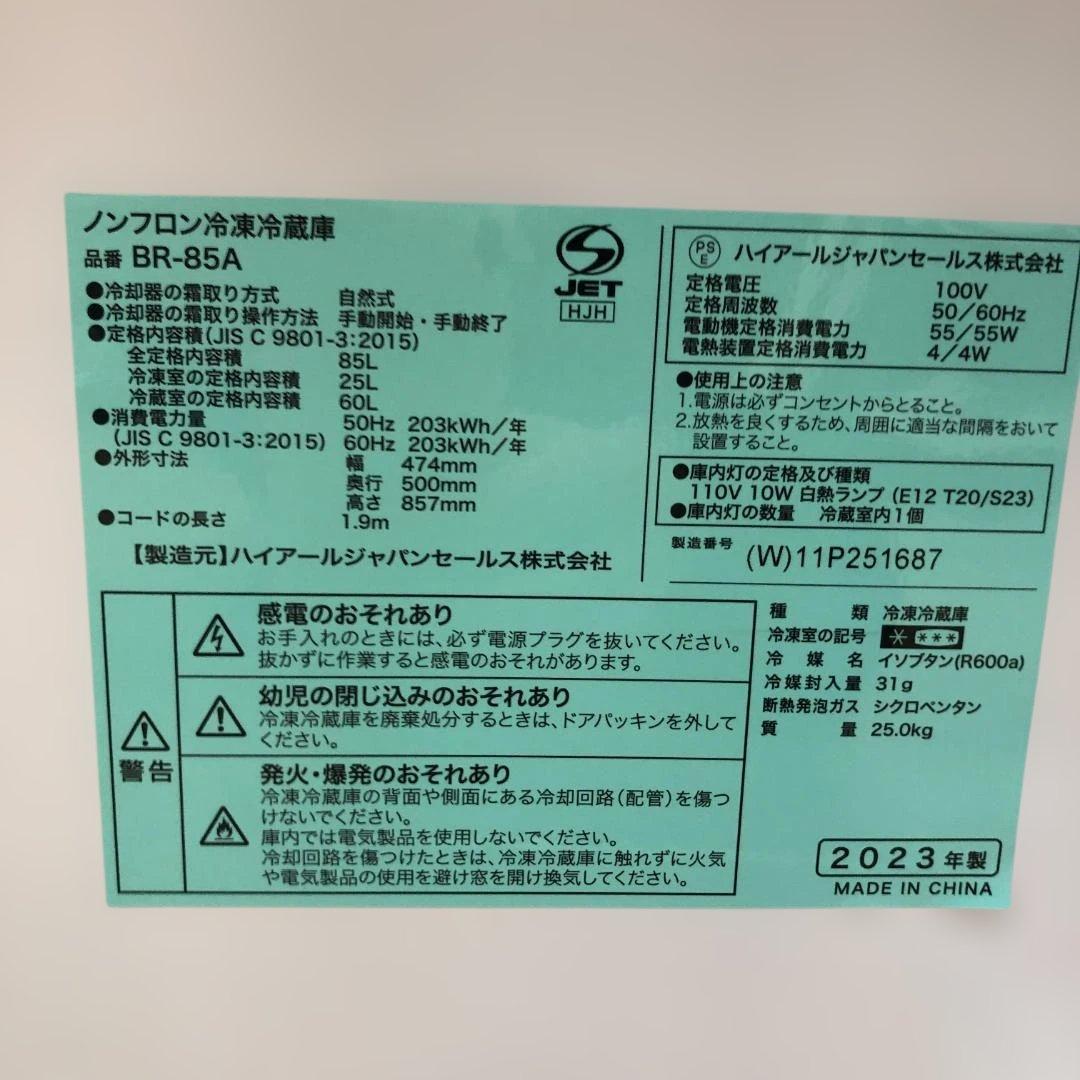 ノンフロン冷凍冷蔵庫
品番 BR-85A
●冷却器の霜取り方式 自然式
●冷却器の霜取り操作方法 手動開始・手動終了
●定格内容積(JIS C 9801-3:2015)
全定格内容積 85L
冷凍室の定格内容積 25L
冷蔵室の定格内容積 60L
●消費電力量 50Hz 203kWh/年
(JIS C 9801-3:2015) 60Hz 203kWh/年
●外形寸法 幅 474mm
奥行 500mm
高さ 857mm
●コードの長さ 1.9m
【製造元】ハイアールジャパンセールス株式会社
JET
HJH
PSE ハイアールジャパンセールス株式会社
定格電圧 100V
定格周波数 50/60Hz
電動機定格消費電力 55/55W
電熱装置定格消費電力 4/4W
●使用上の注意
1.電源は必ずコンセントからとること。
2.放熱を良くするため、周囲に適当な間隔をおいて
設置すること。
●庫内灯の定格及び種類
110V 10W 白熱ランプ (E12 T20/S23)
●庫内灯の数量 冷蔵室内1個
製造番号 (W)11P251687
警告
感電のおそれあり
お手入れのときには、必ず電源プラグを抜いてください。
抜かずに作業すると感電のおそれがあります。
幼児の閉じ込みのおそれあり
冷凍冷蔵庫を廃棄処分するときは、ドアパッキンを外して
ください。
発火・爆発のおそれあり
冷凍冷蔵庫の背面や側面にある冷却回路(配管)を傷つ
けないでください。
庫内では電気製品を使用しないでください。
冷却回路を傷つけたときは、冷凍冷蔵庫に触れずに火気
や電気製品の使用を避け窓を開け換気してください。
種類 冷凍冷蔵庫
冷凍室の記号 * ***
冷媒名 イソブタン(R600a)
冷媒封入量 31g
断熱発泡ガス シクロペンタン
質量 25.0kg
2023年製
MADE IN CHINA